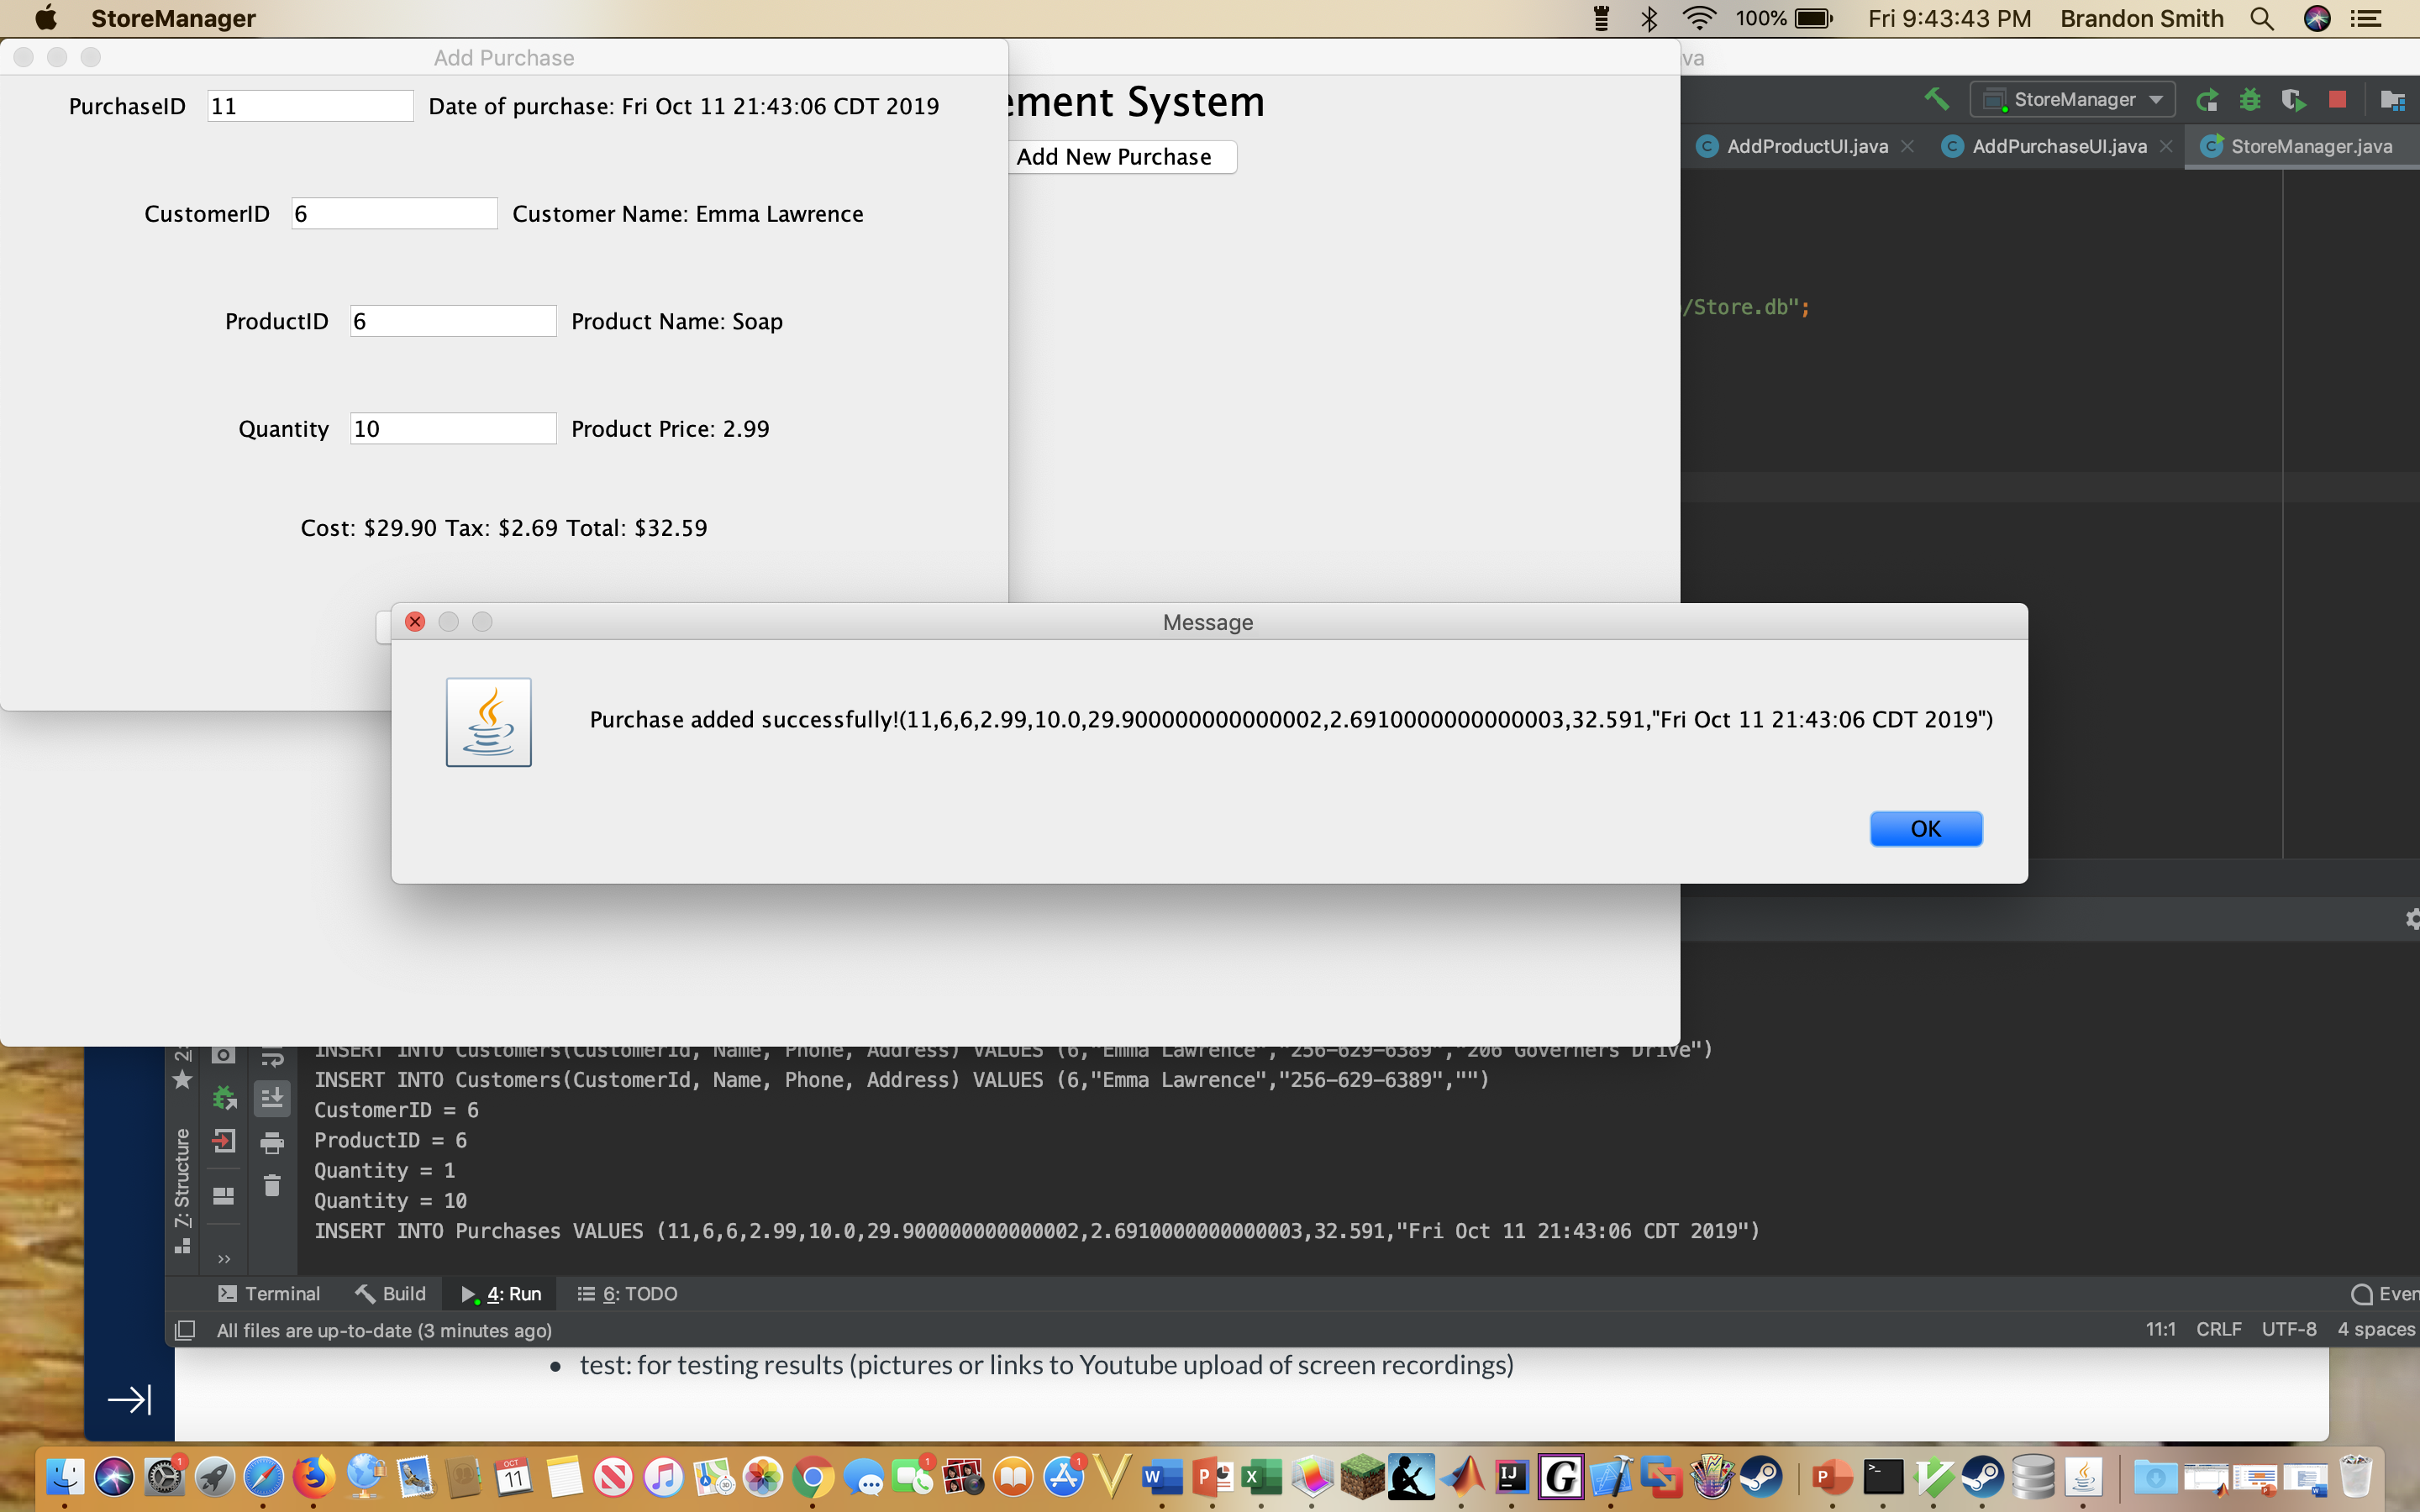 StoreManager
100%
Fri 9:43:43 PM
Brandon Smith
Add Purchase
va
PurchaseID
11
Date of purchase: Fri Oct 11 21:43:06 CDT 2019
ement System
Add New Purchase
StoreManager
AddProductUI.java
AddPurchaseUI.java
StoreManager.java
CustomerID
6
Customer Name: Emma Lawrence
ProductID
6
Product Name: Soap
/Store.db";
Quantity
10
Product Price: 2.99
Cost: $29.90 Tax: $2.69 Total: $32.59
Message
Purchase added successfully!(11,6,6,2.99,10.0,29.900000000000002,2.6910000000000003,32.591,"Fri Oct 11 21:43:06 CDT 2019")
OK
INSERT INTO Customers(CustomerId, Name, Phone, Address) VALUES (6,"Emma Lawrence","256-629-6389","206 Governers Drive")
INSERT INTO Customers(CustomerId, Name, Phone, Address) VALUES (6,"Emma Lawrence","256-629-6389","")
CustomerID = 6
ProductID = 6
Quantity = 1
Quantity = 10
INSERT INTO Purchases VALUES (11,6,6,2.99,10.0,29.900000000000002,2.6910000000000003,32.591,"Fri Oct 11 21:43:06 CDT 2019")
2:
7: Structure
Terminal
Build
4: Run
6: TODO
Even
All files are up-to-date (3 minutes ago)
11:1
CRLF
UTF-8
4 spaces
• test: for testing results (pictures or links to Youtube upload of screen recordings)
OCT
11